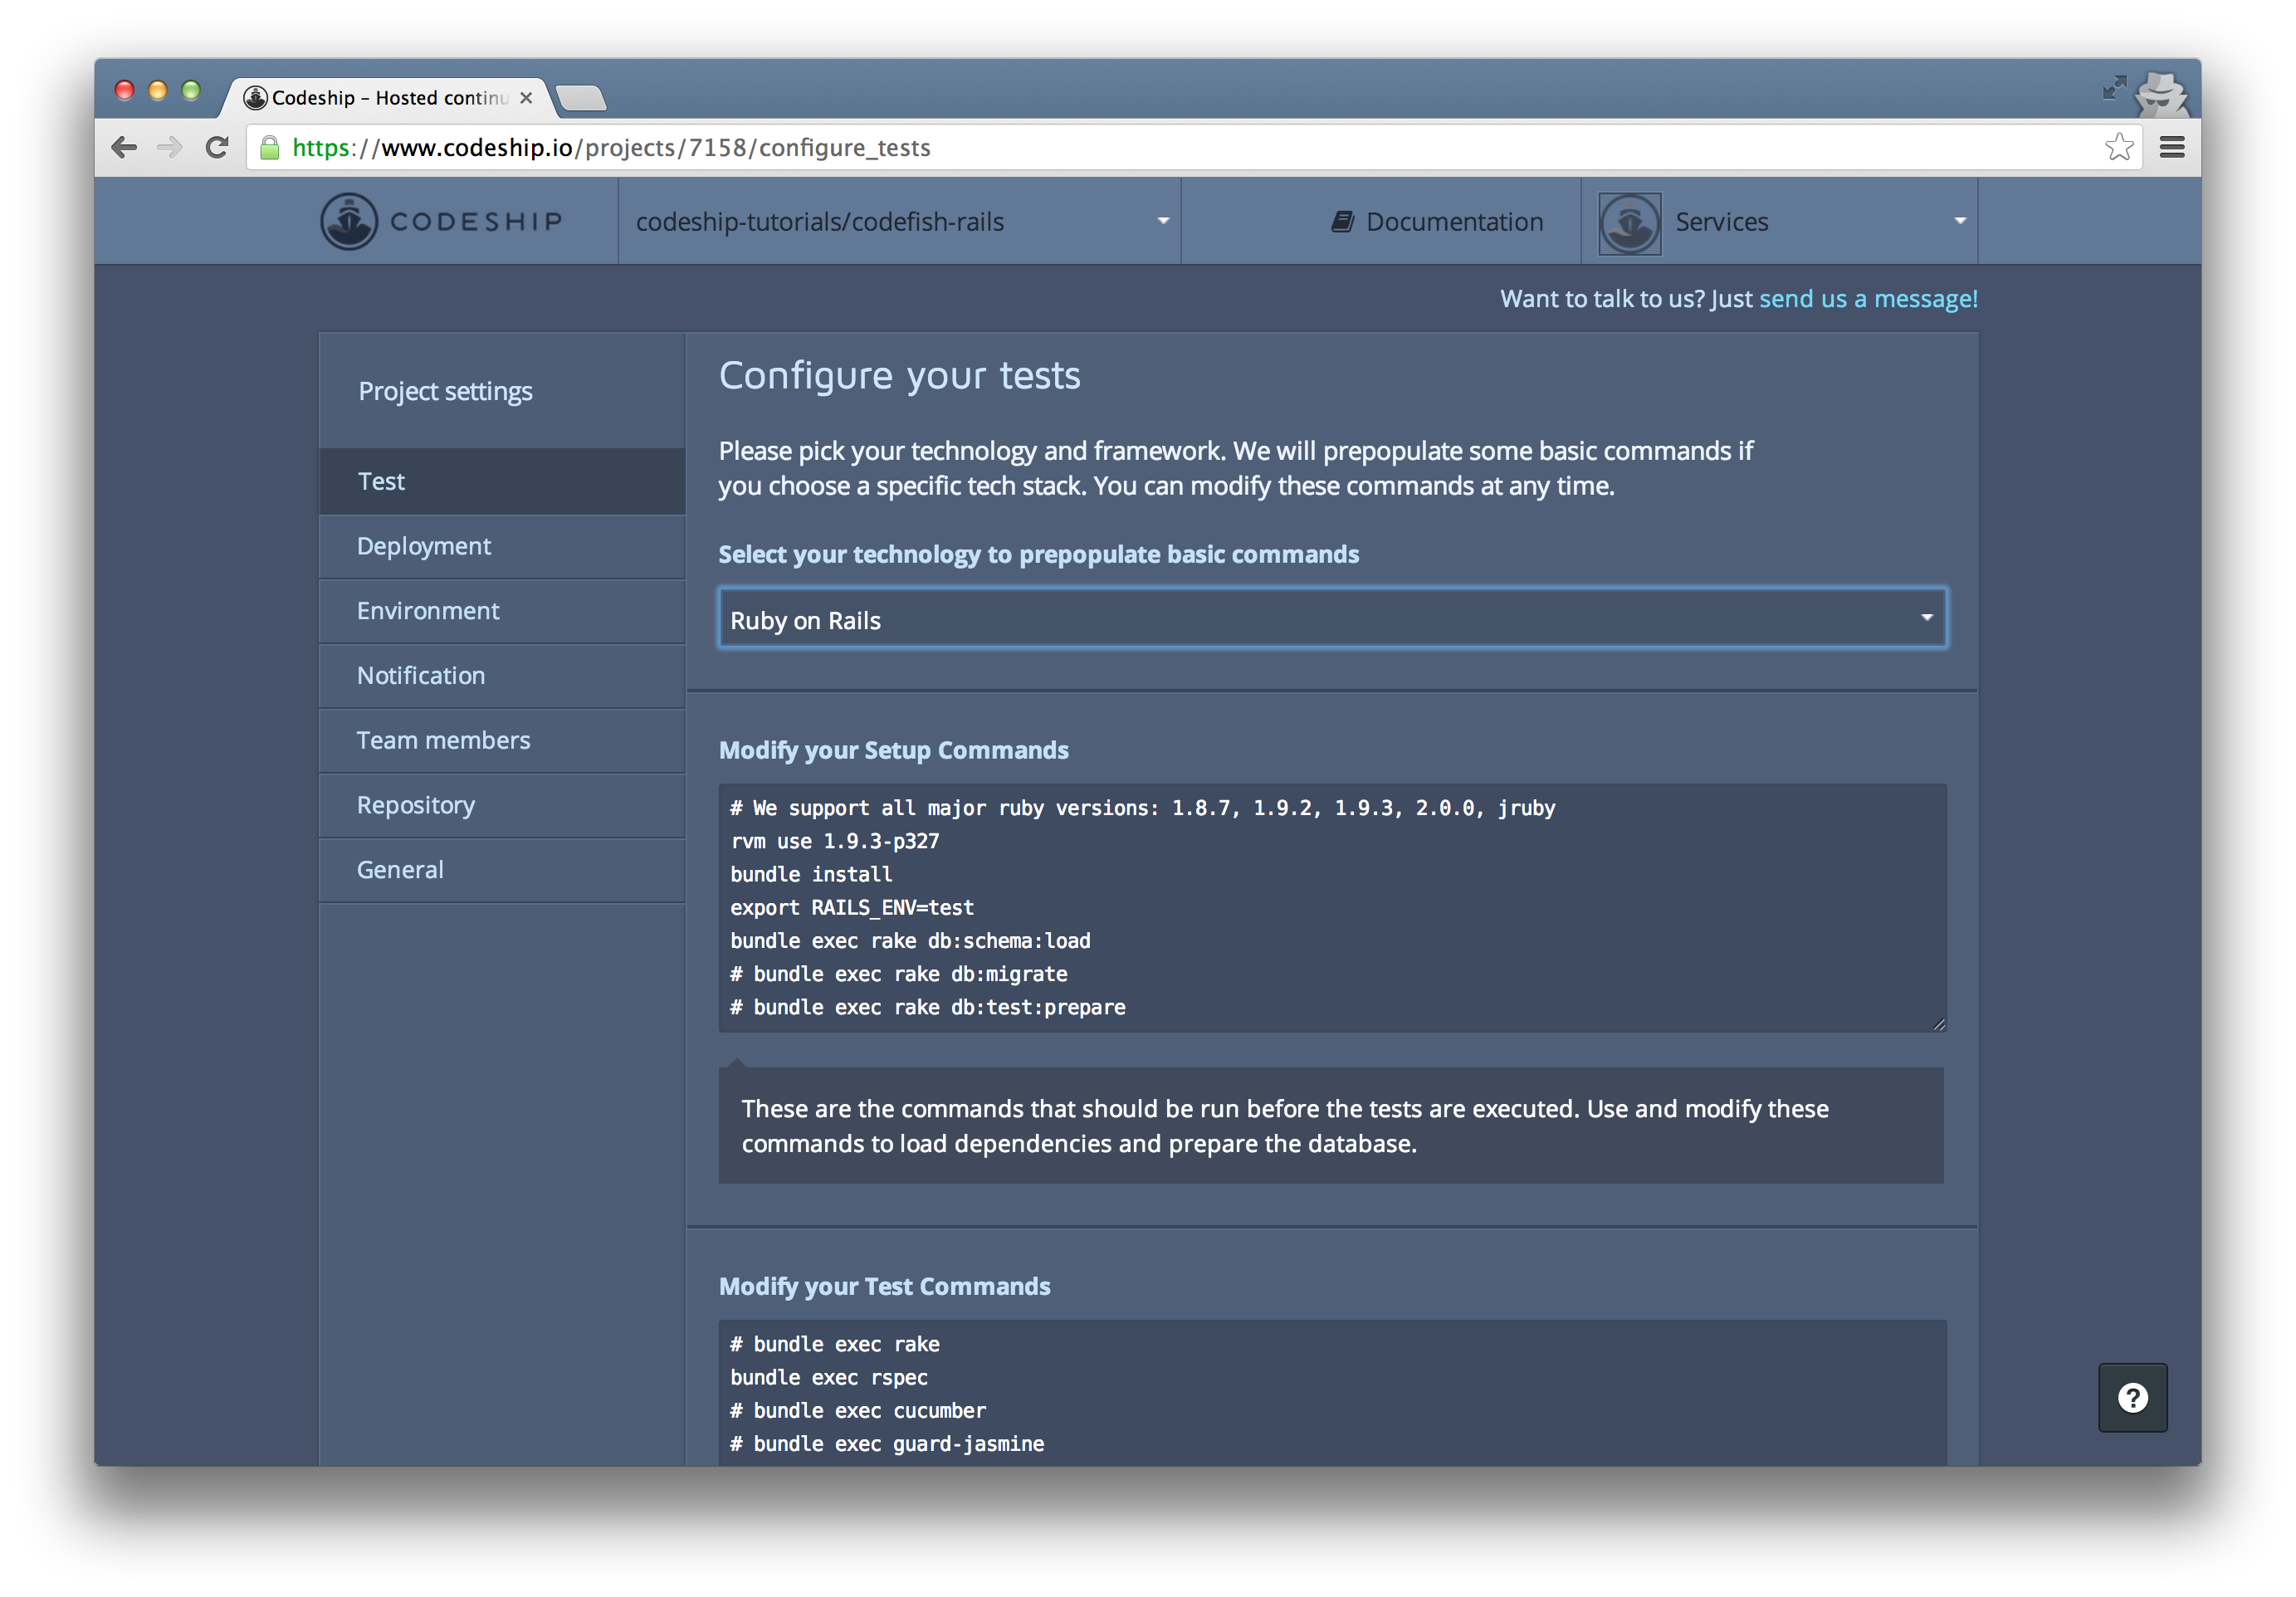 Codeship – Hosted continu
https://www.codeship.io/projects/7158/configure_tests
CODESHIP
codeship-tutorials/codefish-rails
Documentation
Services
Want to talk to us? Just send us a message!
Project settings
Test
Deployment
Environment
Notification
Team members
Repository
General
Configure your tests
Please pick your technology and framework. We will prepopulate some basic commands if
you choose a specific tech stack. You can modify these commands at any time.
Select your technology to prepopulate basic commands
Ruby on Rails
Modify your Setup Commands
# We support all major ruby versions: 1.8.7, 1.9.2, 1.9.3, 2.0.0, jruby
rvm use 1.9.3-p327
bundle install
export RAILS_ENV=test
bundle exec rake db:schema:load
# bundle exec rake db:migrate
# bundle exec rake db:test:prepare
These are the commands that should be run before the tests are executed. Use and modify these
commands to load dependencies and prepare the database.
Modify your Test Commands
# bundle exec rake
bundle exec rspec
# bundle exec cucumber
# bundle exec guard-jasmine
?